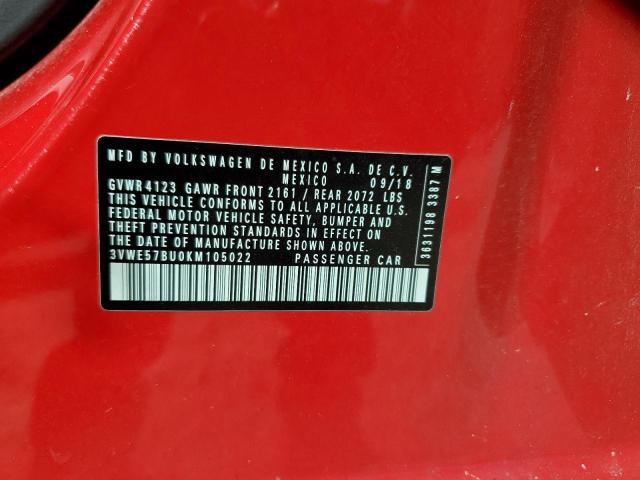 MFD BY VOLKSWAGEN DE MEXICO S.A. DE C.V.
MEXICO 09/18
GVWR 4123 GAWR FRONT 2161 / REAR 2072 LBS
THIS VEHICLE CONFORMS TO ALL APPLICABLE U.S.
FEDERAL MOTOR VEHICLE SAFETY, BUMPER AND
THEFT PREVENTION STANDARDS IN EFFECT ON
THE DATE OF MANUFACTURE SHOWN ABOVE.
3VWE57BU0KM105022 PASSENGER CAR
3631198 3387 M